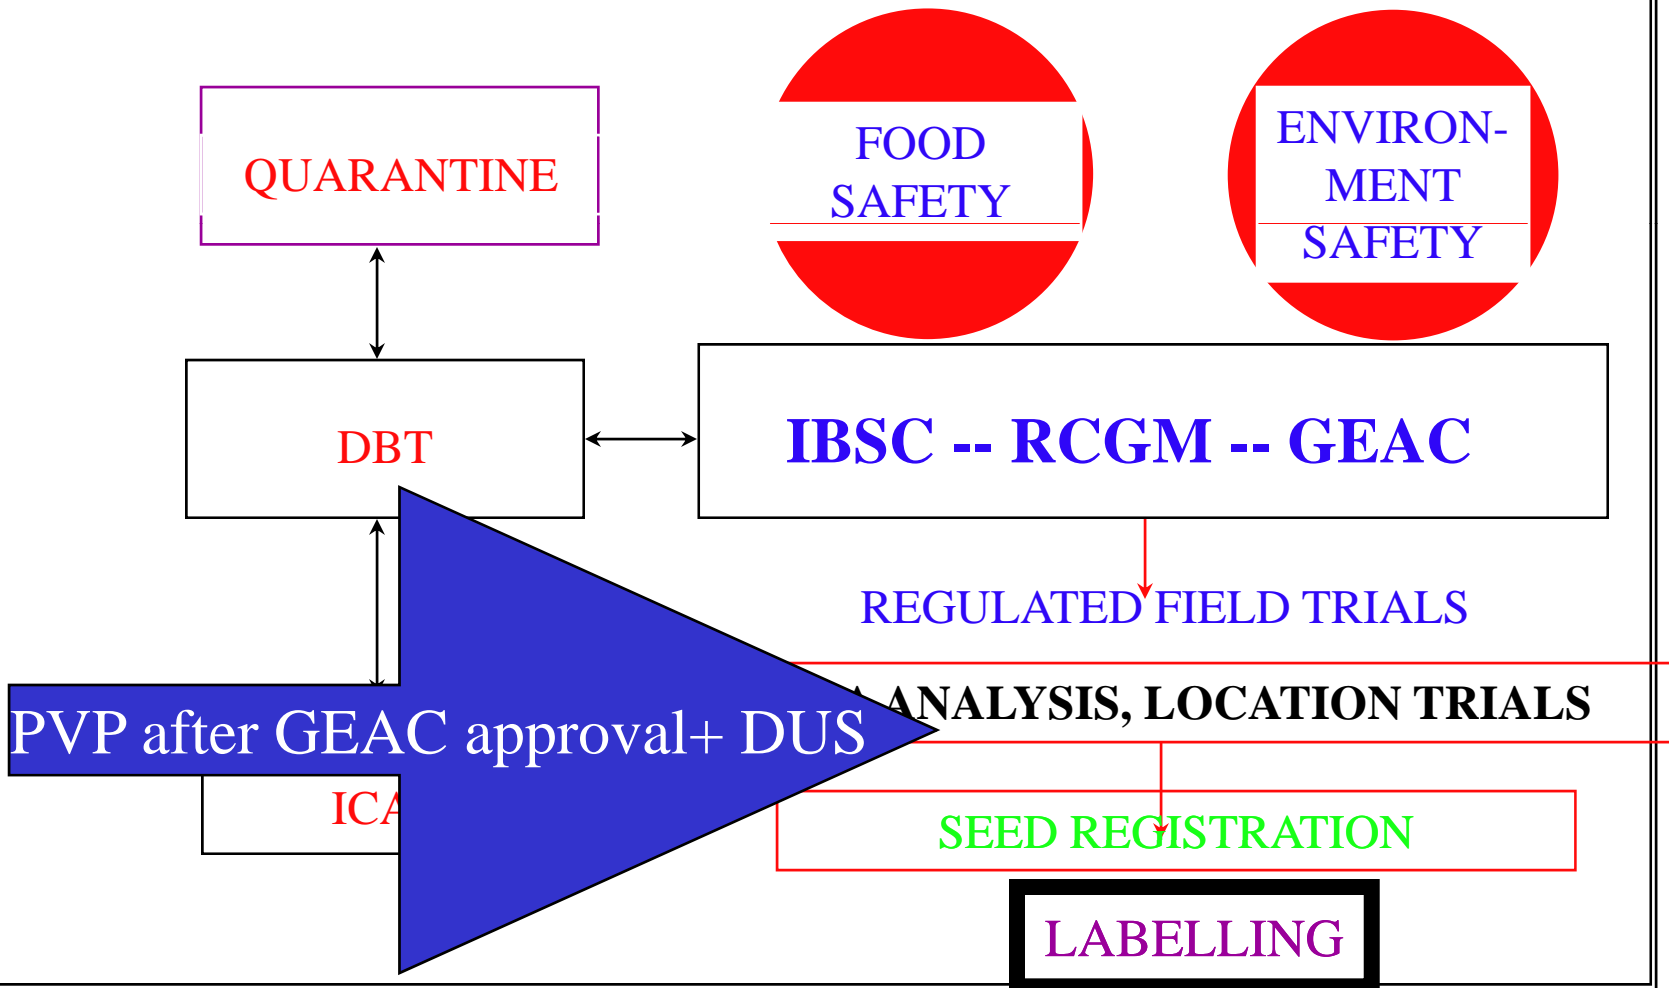 QUARANTINE
FOOD
SAFETY
ENVIRON-
MENT
SAFETY
DBT
IBSC -- RCGM -- GEAC
REGULATED FIELD TRIALS
ANALYSIS, LOCATION TRIALS
PVP after GEAC approval+ DUS
SEED REGISTRATION
LABELLING